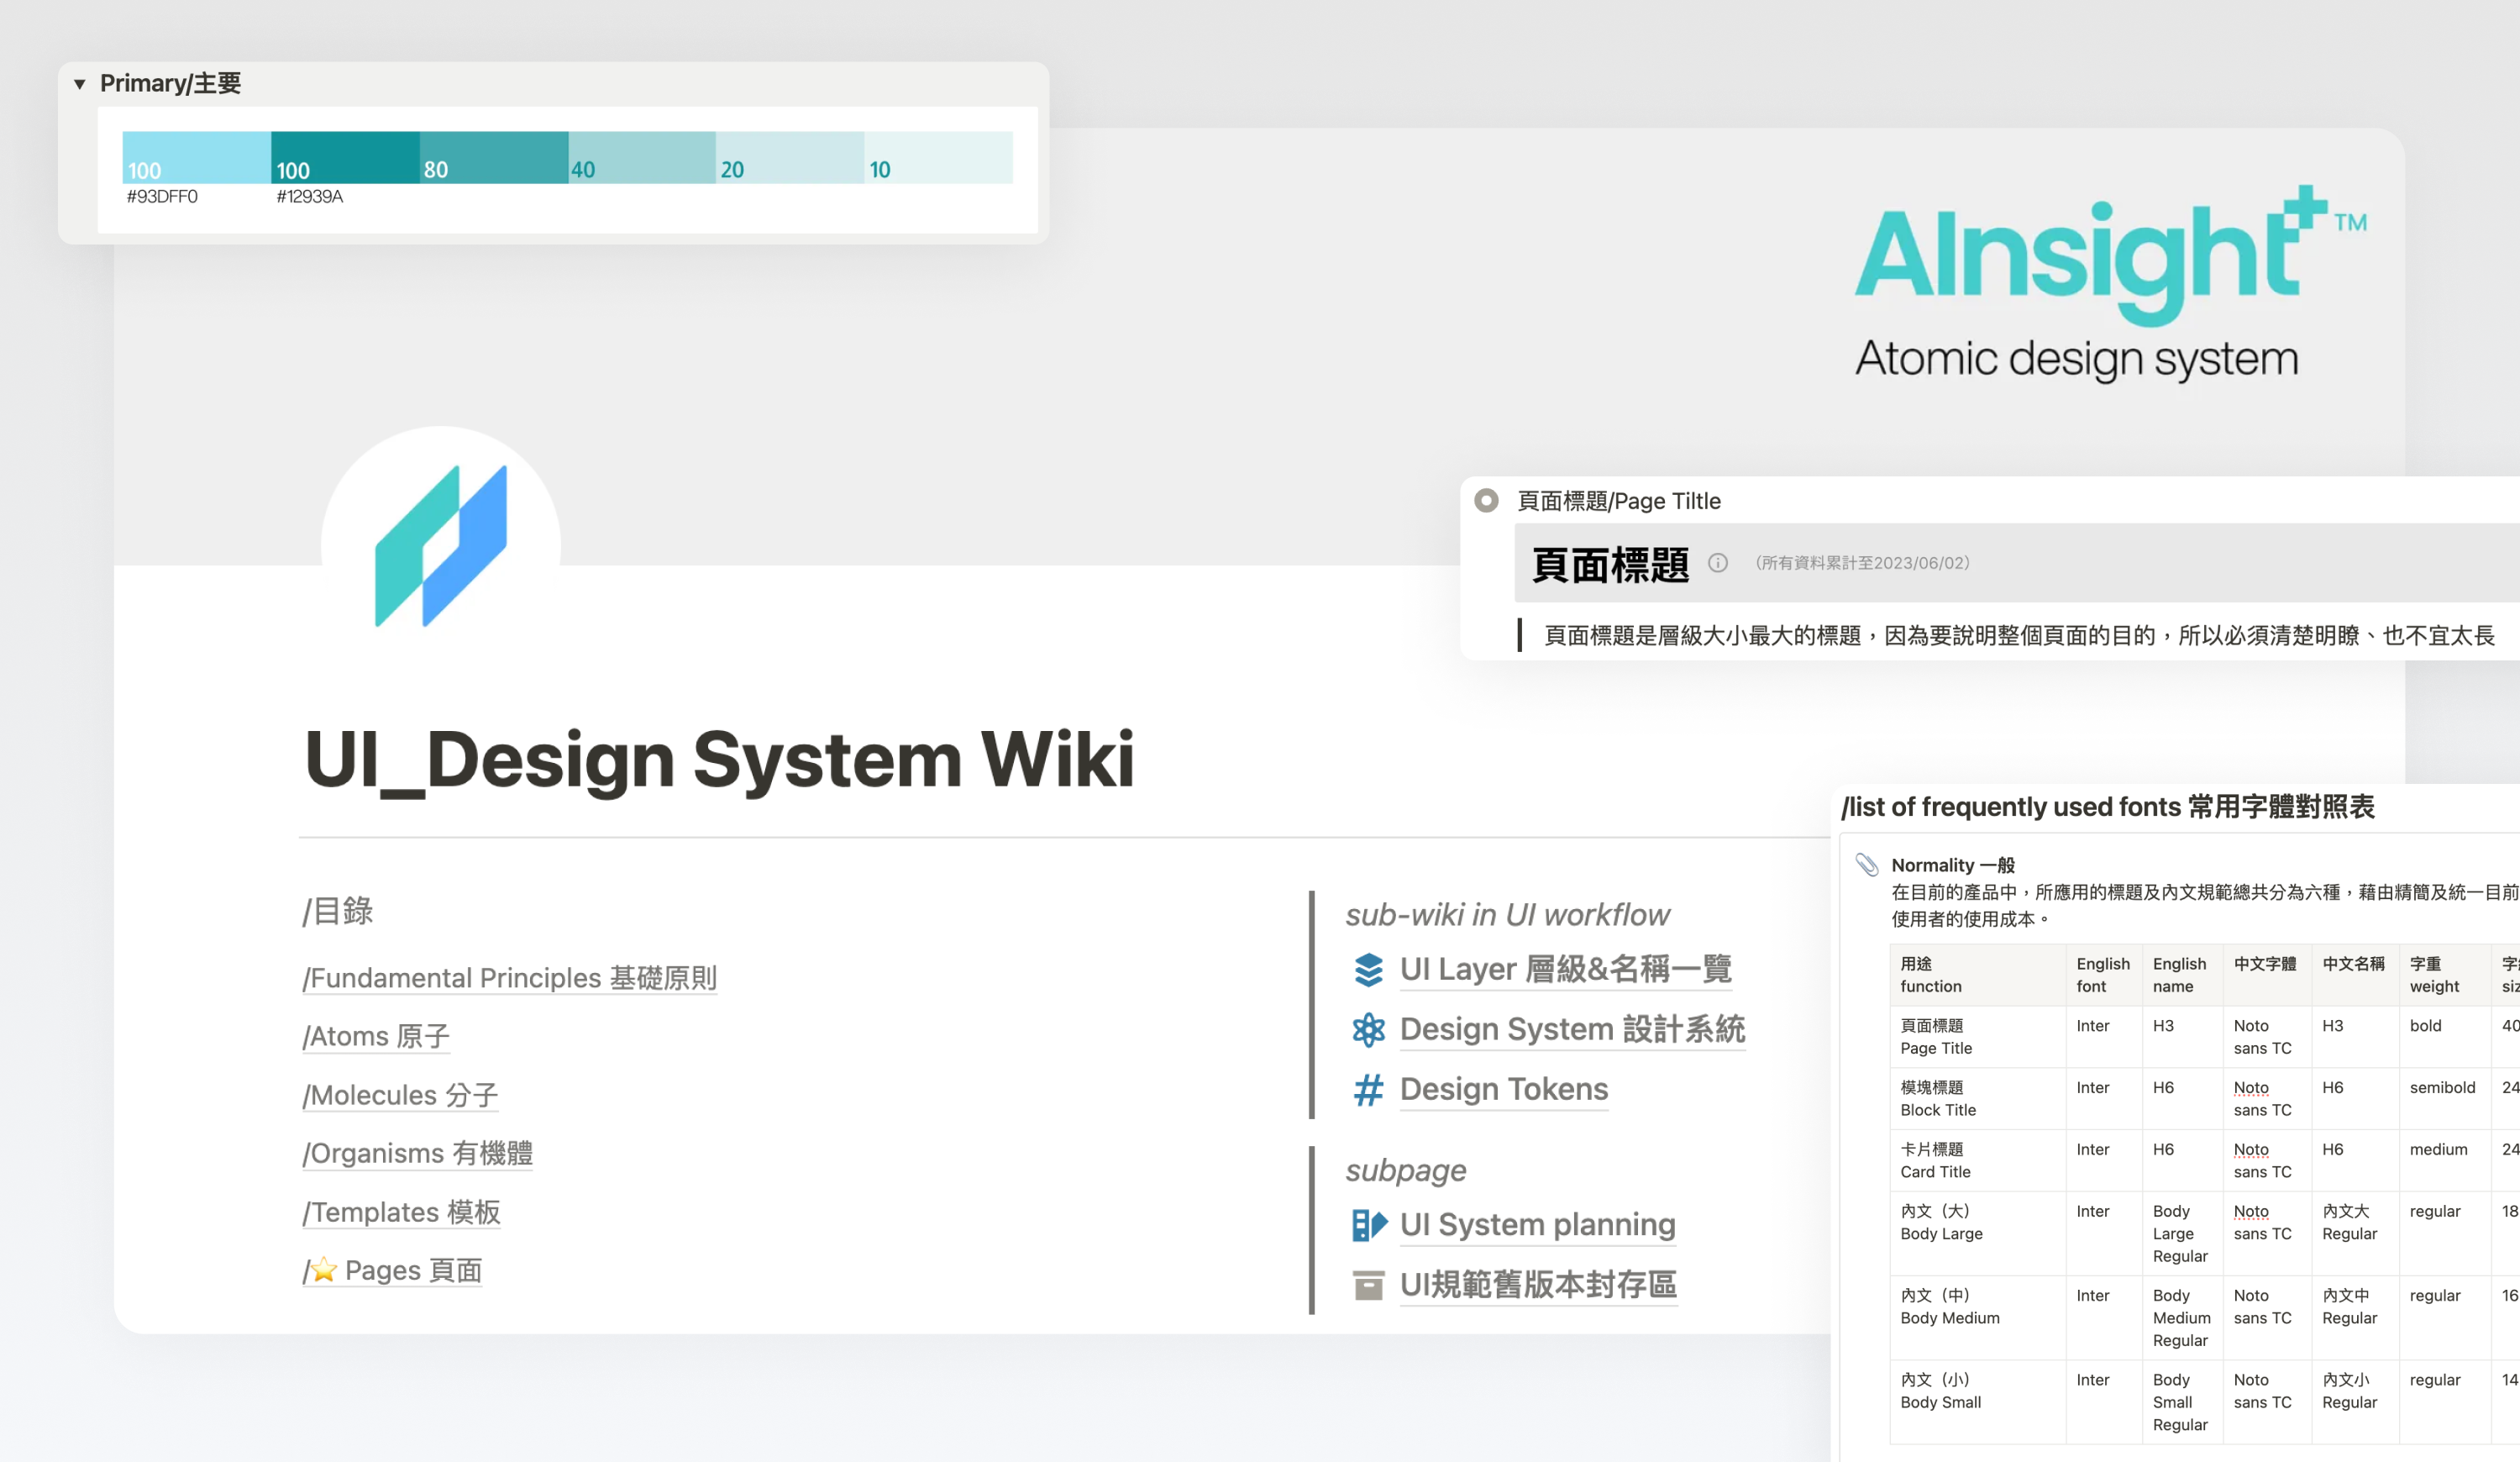 Primary/主要
100
100
80
40
20
10
#93DFF0
#12939A
AInsight+™
Atomic design system
頁面標題/Page Tiltle
頁面標題
（所有資料累計至2023/06/02）
頁面標題是層級大小最大的標題，因為要說明整個頁面的目的，所以必須清楚明瞭、也不宜太長
UI_Design System Wiki
/目錄
/Fundamental Principles 基礎原則
/Atoms 原子
/Molecules 分子
/Organisms 有機體
/Templates 模板
/⭐ Pages 頁面
sub-wiki in UI workflow
UI Layer 層級&名稱一覽
Design System 設計系統
# Design Tokens
subpage
UI System planning
UI規範舊版本封存區
/list of frequently used fonts 常用字體對照表
Normality 一般
在目前的產品中，所應用的標題及內文規範總共分為六種，藉由精簡及統一目前
使用者的使用成本。
用途 English English 中文字體 中文名稱 字重
function font name weight
頁面標題 Inter H3 Noto H3 bold 40
Page Title sans TC
模塊標題 Inter H6 Noto H6 semibold 24
Block Title sans TC
卡片標題 Inter H6 Noto H6 medium 24
Card Title sans TC
內文（大） Inter Body Noto 內文大 regular 18
Body Large Large sans TC Regular
Regular
內文（中） Inter Body Noto 內文中 regular 16
Body Medium Medium sans TC Regular
Regular
內文（小） Inter Body Noto 內文小 regular 14
Body Small Small sans TC Regular
Regular